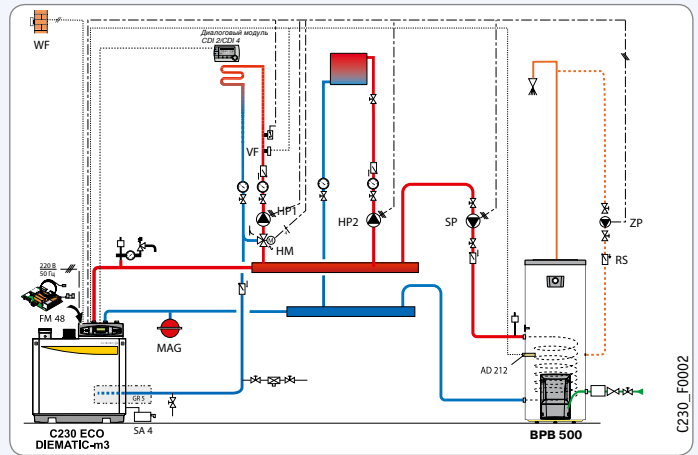 WF
Диалоговый модуль
CDI 2/CDI 4
VF
HP1
HP2
SP
ZP
M
HM
RS
220 В
50 Гц
FM 48
MAG
AD 212
GR 5
SA 4
C230 ECO
DIEMATIC-m3
BPB 500
C230_F0002